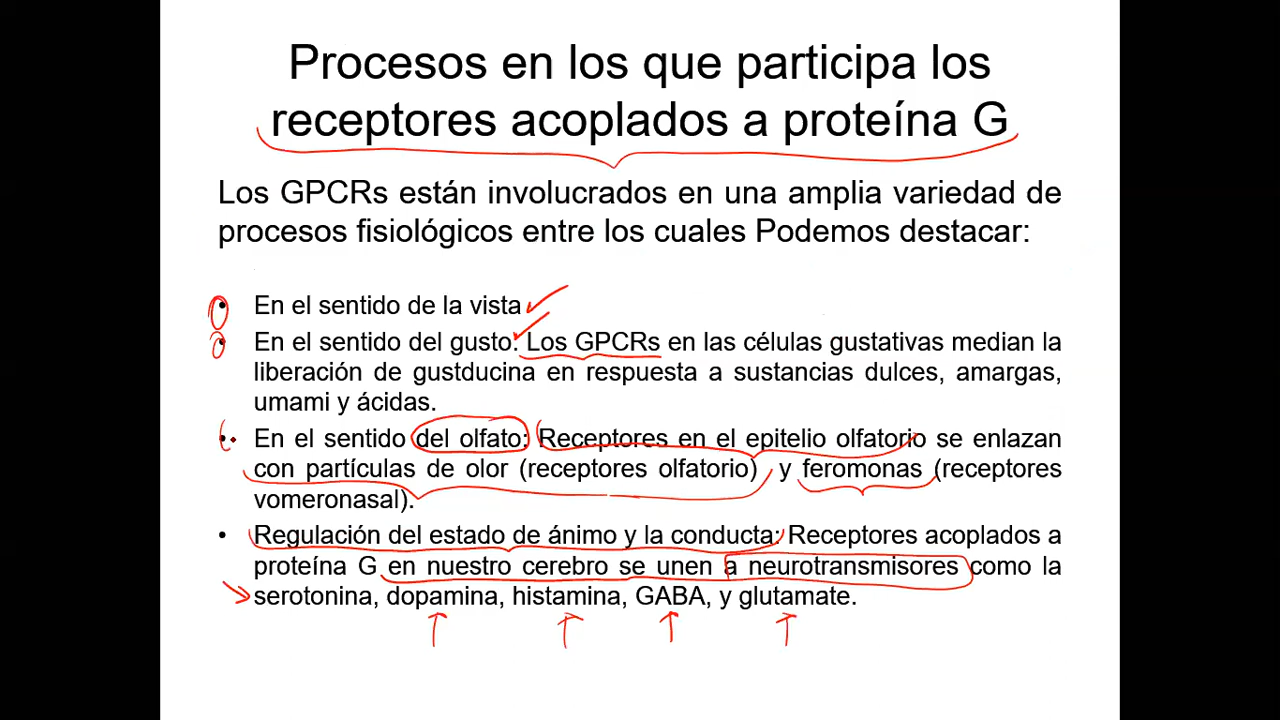 Procesos en los que participa los
receptores acoplados a proteína G
Los GPCRs están involucrados en una amplia variedad de
procesos fisiológicos entre los cuales Podemos destacar:
• En el sentido de la vista
• En el sentido del gusto: Los GPCRs en las células gustativas median la
liberación de gustducina en respuesta a sustancias dulces, amargas,
umami y ácidas.
• En el sentido del olfato: Receptores en el epitelio olfatorio se enlazan
con partículas de olor (receptores olfatorio) y feromonas (receptores
vomeronasal).
• Regulación del estado de ánimo y la conducta: Receptores acoplados a
proteína G en nuestro cerebro se unen a neurotransmisores como la
serotonina, dopamina, histamina, GABA, y glutamate.